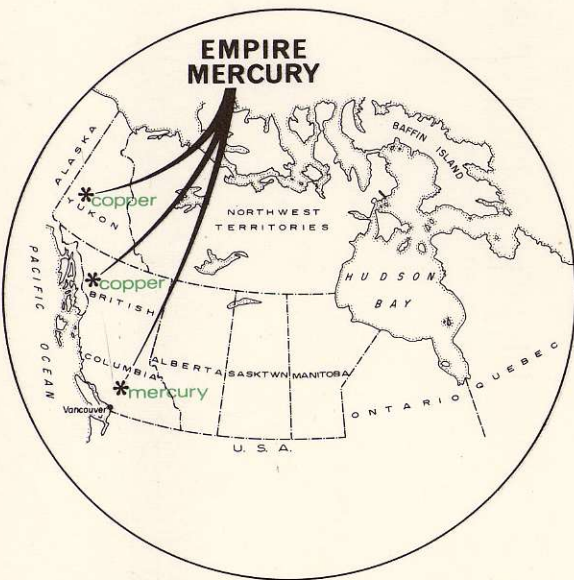 EMPIRE
MERCURY
ALASKA
YUKON
*copper
BAFFIN ISLAND
NORTHWEST
TERRITORIES
PACIFIC OCEAN
*copper
BRITISH
COLUMBIA
HUDSON
BAY
ALBERTA
SASKTWN
MANITOBA
*mercury
Vancouver
ONTARIO
QUEBEC
U. S. A.